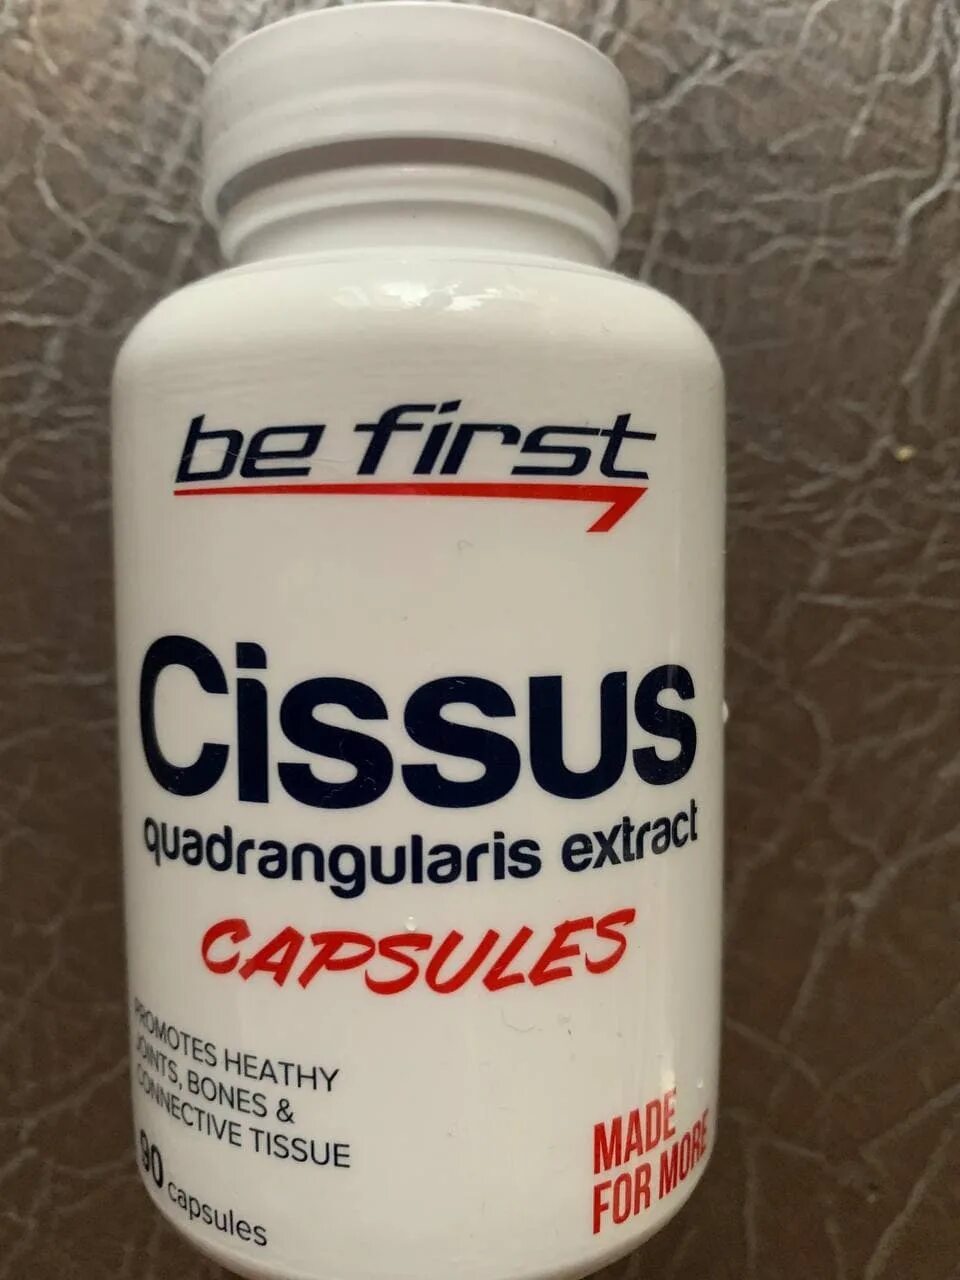 be first
Cissus
quadrangularis extract
CAPSULES
PROMOTES HEATHY
JOINTS, BONES &
CONNECTIVE TISSUE
90 capsules
MADE
FOR MORE